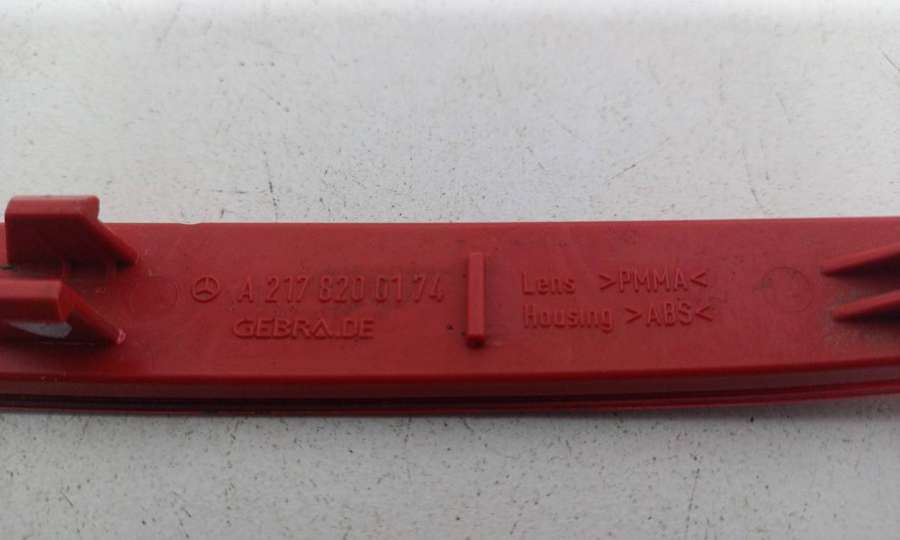 A 217 820 01 74
GEBRA.DE
Lens >PMMA<
Housing >ABS<